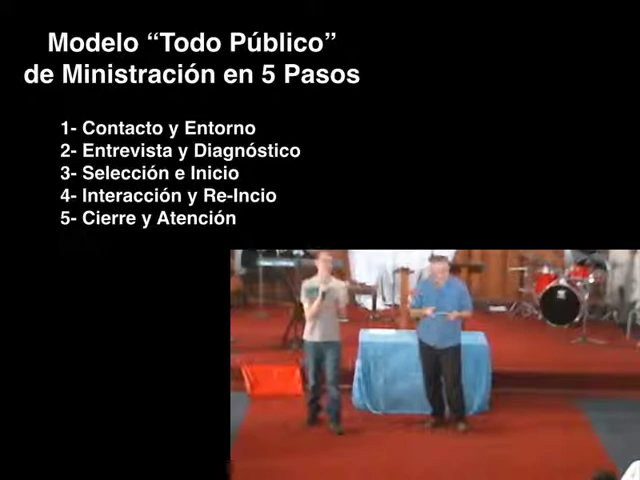 Modelo “Todo Público”
de Ministración en 5 Pasos
1- Contacto y Entorno
2- Entrevista y Diagnóstico
3- Selección e Inicio
4- Interacción y Re-Incio
5- Cierre y Atención